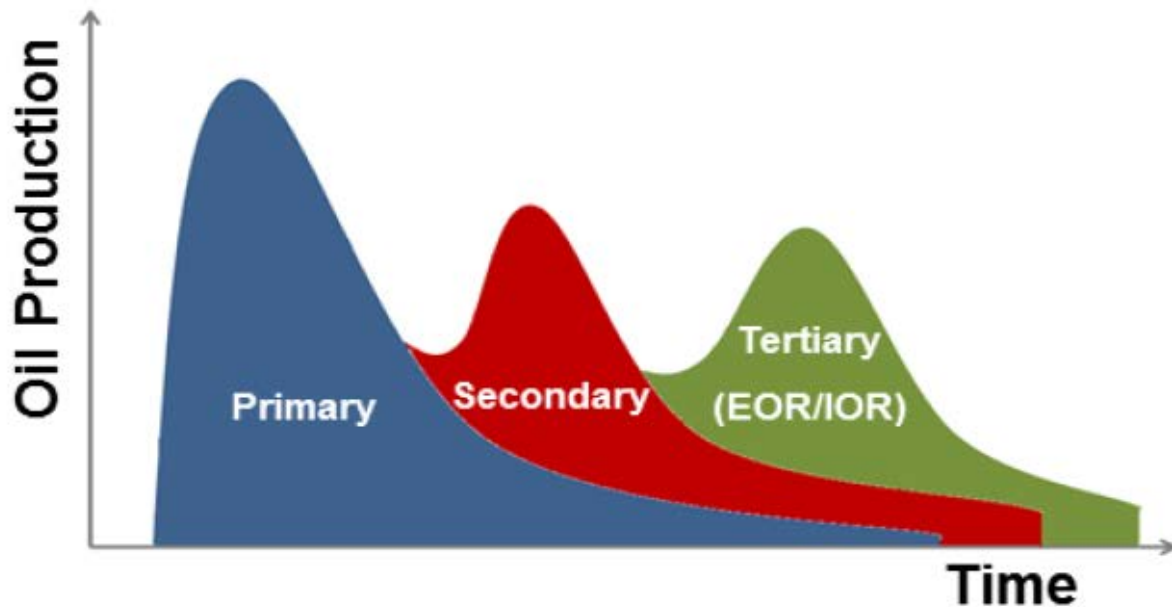 Oil Production
Primary
Secondary
Tertiary
(EOR/IOR)
Time